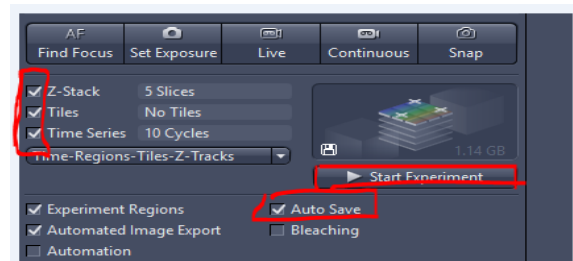 AF
Find Focus Set Exposure Live Continuous Snap
Z-Stack 5 Slices
Tiles No Tiles
Time Series 10 Cycles
Time-Regions-Tiles-Z-Tracks
1.14 GB
Start Experiment
Experiment Regions Auto Save
Automated Image Export Bleaching
Automation